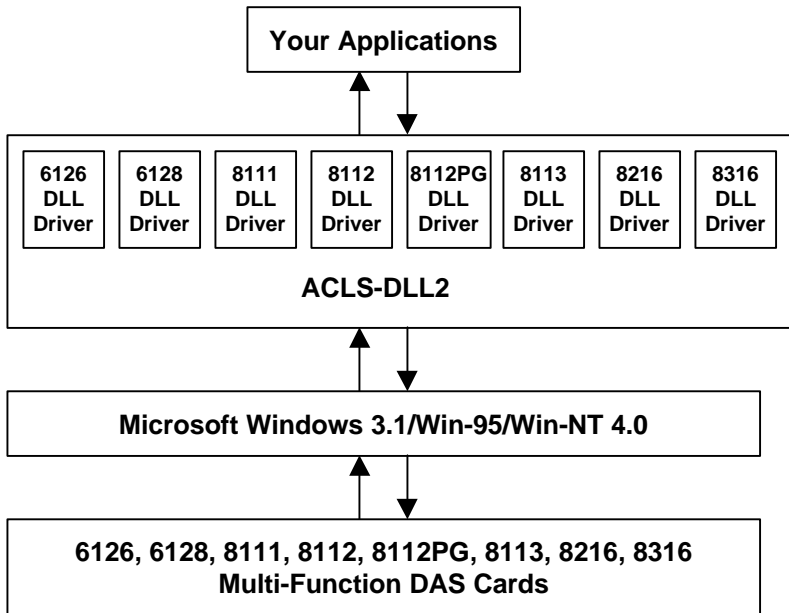 Your Applications
6126 DLL Driver
6128 DLL Driver
8111 DLL Driver
8112 DLL Driver
8112PG DLL Driver
8113 DLL Driver
8216 DLL Driver
8316 DLL Driver
ACLS-DLL2
Microsoft Windows 3.1/Win-95/Win-NT 4.0
6126, 6128, 8111, 8112, 8112PG, 8113, 8216, 8316
Multi-Function DAS Cards